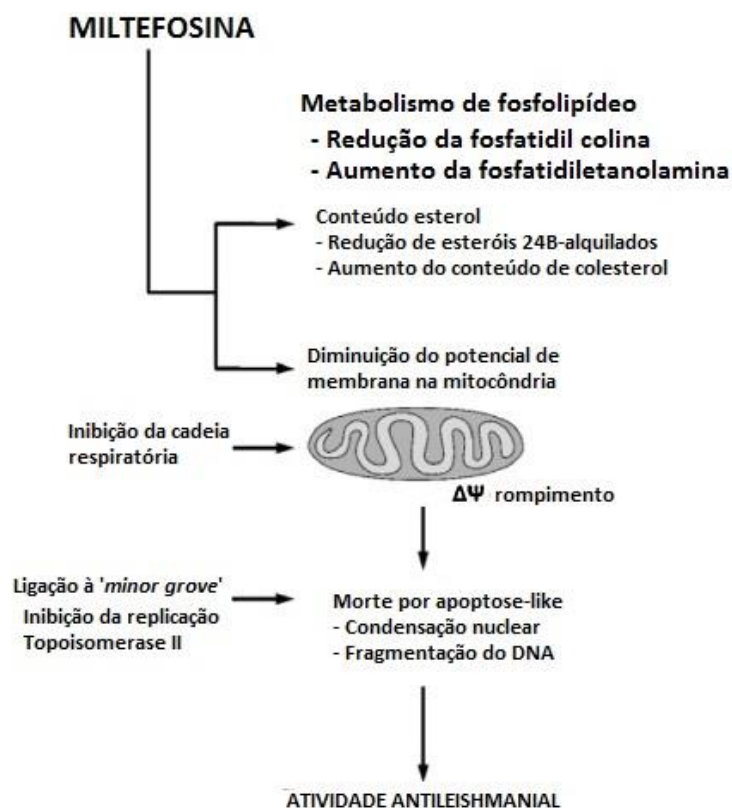 MILTEFOSINA
Metabolismo de fosfolipídeo
- Redução da fosfatidil colina
- Aumento da fosfatidiletanolamina
Conteúdo esterol
- Redução de esteróis 24B-alquilados
- Aumento do conteúdo de colesterol
Diminuição do potencial de
membrana na mitocôndria
Inibição da cadeia
respiratória
ΔΨ rompimento
Ligação à 'minor grove'
Inibição da replicação
Topoisomerase II
Morte por apoptose-like
- Condensação nuclear
- Fragmentação do DNA
ATIVIDADE ANTILEISHMANIAL